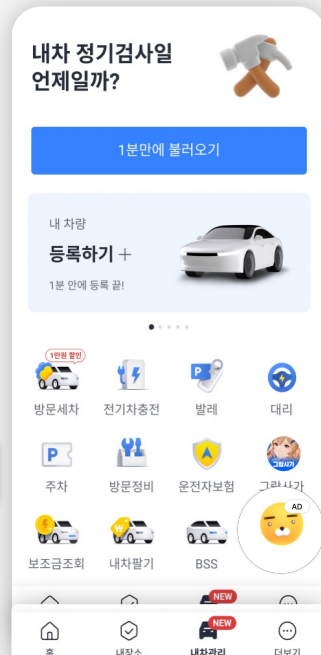 내차 정기검사일
언제일까?
1분만에 불러오기
내 차량
등록하기 +
1분 안에 등록 끝!
1만원 할인
방문세차
전기차충전
P
발레
대리
P
주차
방문정비
운전자보험
그랑사가
그랑사가
AD
보조금조회
W
내차팔기
BSS
NEW
NEW
홈
내장소
내차관리
더보기